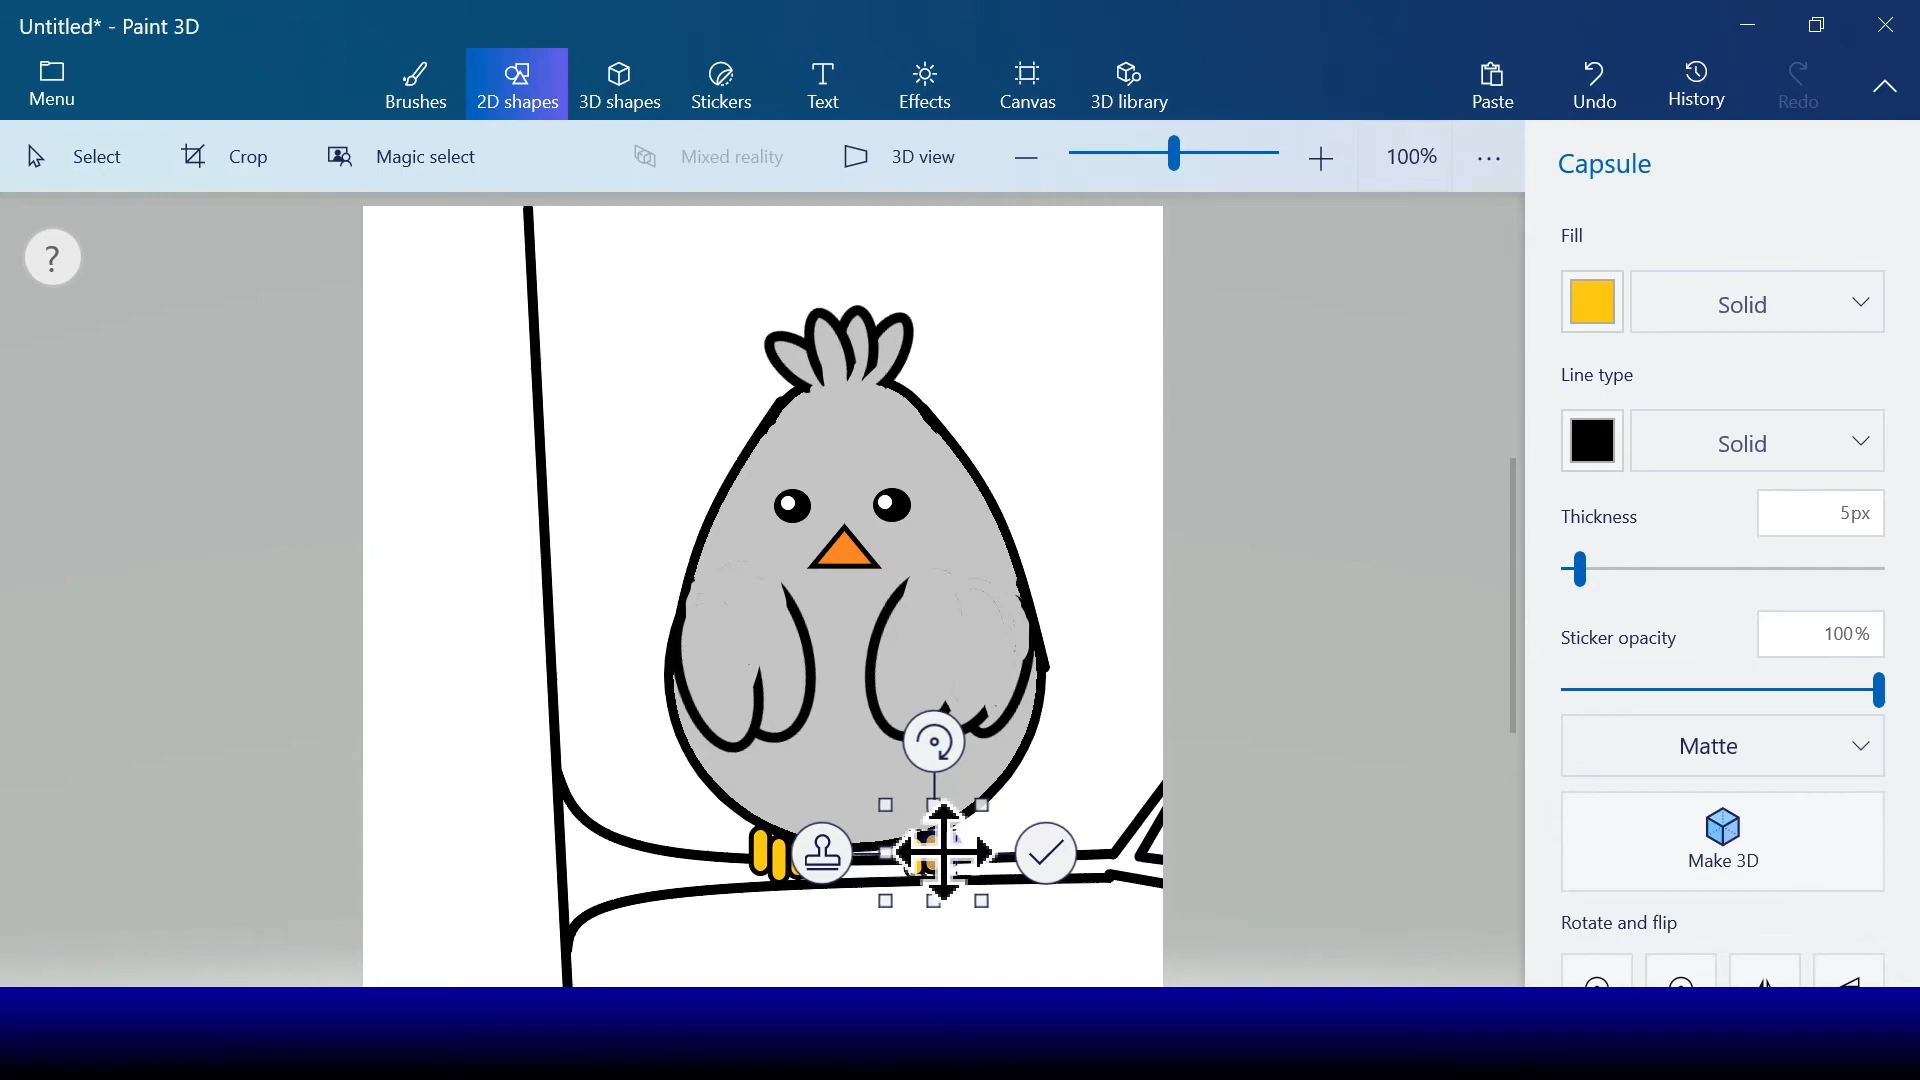 Untitled* - Paint 3D
Menu
Brushes
2D shapes
3D shapes
Stickers
Text
Effects
Canvas
3D library
Paste
Undo
History
Redo
Select
Crop
Magic select
Mixed reality
3D view
100%
?
Capsule
Fill
Solid
Line type
Solid
Thickness
5px
Sticker opacity
100%
Matte
Make 3D
Rotate and flip